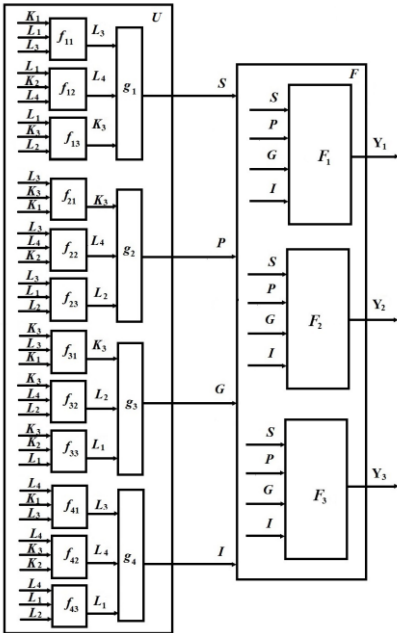 U
K₁
L₁
L₃
f₁₁
L₃
L₁
K₂
L₄
f₁₂
L₄
g₁
S
L₁
K₃
L₂
f₁₃
K₃
L₃
K₃
K₁
f₂₁
K₃
L₃
L₄
K₂
f₂₂
L₄
g₂
P
L₃
L₁
L₂
f₂₃
L₂
K₃
L₃
K₁
f₃₁
K₃
K₃
L₄
L₂
f₃₂
L₂
g₃
G
K₃
K₂
L₁
f₃₃
L₁
L₄
K₁
L₃
f₄₁
L₃
L₄
K₃
K₂
f₄₂
L₄
g₄
I
L₄
L₁
L₂
f₄₃
L₁
F
S
P
G
I
F₁
Y₁
S
P
G
I
F₂
Y₂
S
P
G
I
F₃
Y₃